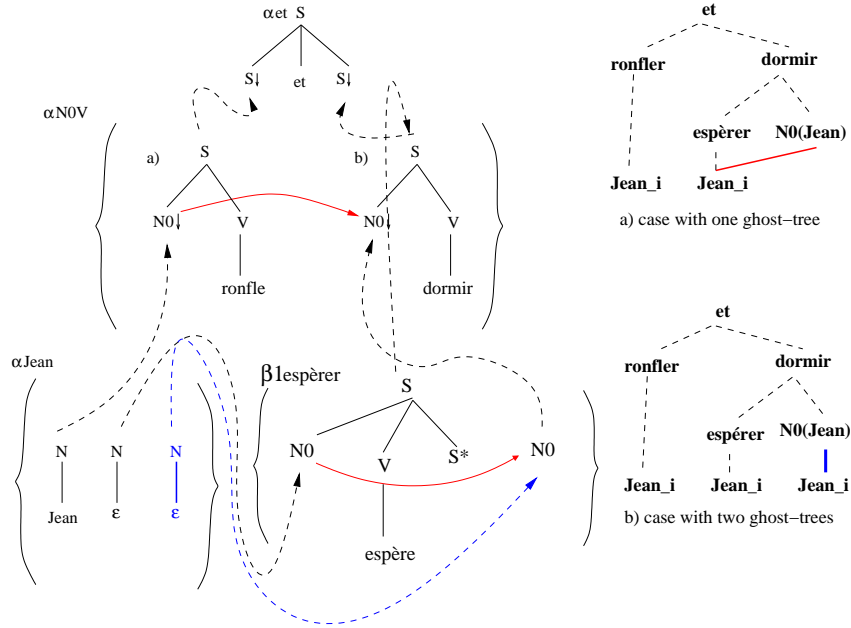 αet S
S↓ et S↓
αN0V
a) S
b) S
N0↓ V
N0↓ V
ronfle
dormir
αJean
N N N
Jean ε ε
β1espèrer
S
N0 V S* N0
espère
et
ronfler dormir
espèrer N0(Jean)
Jean_i Jean_i
a) case with one ghost−tree
et
ronfler dormir
espérer N0(Jean)
Jean_i Jean_i Jean_i
b) case with two ghost−trees